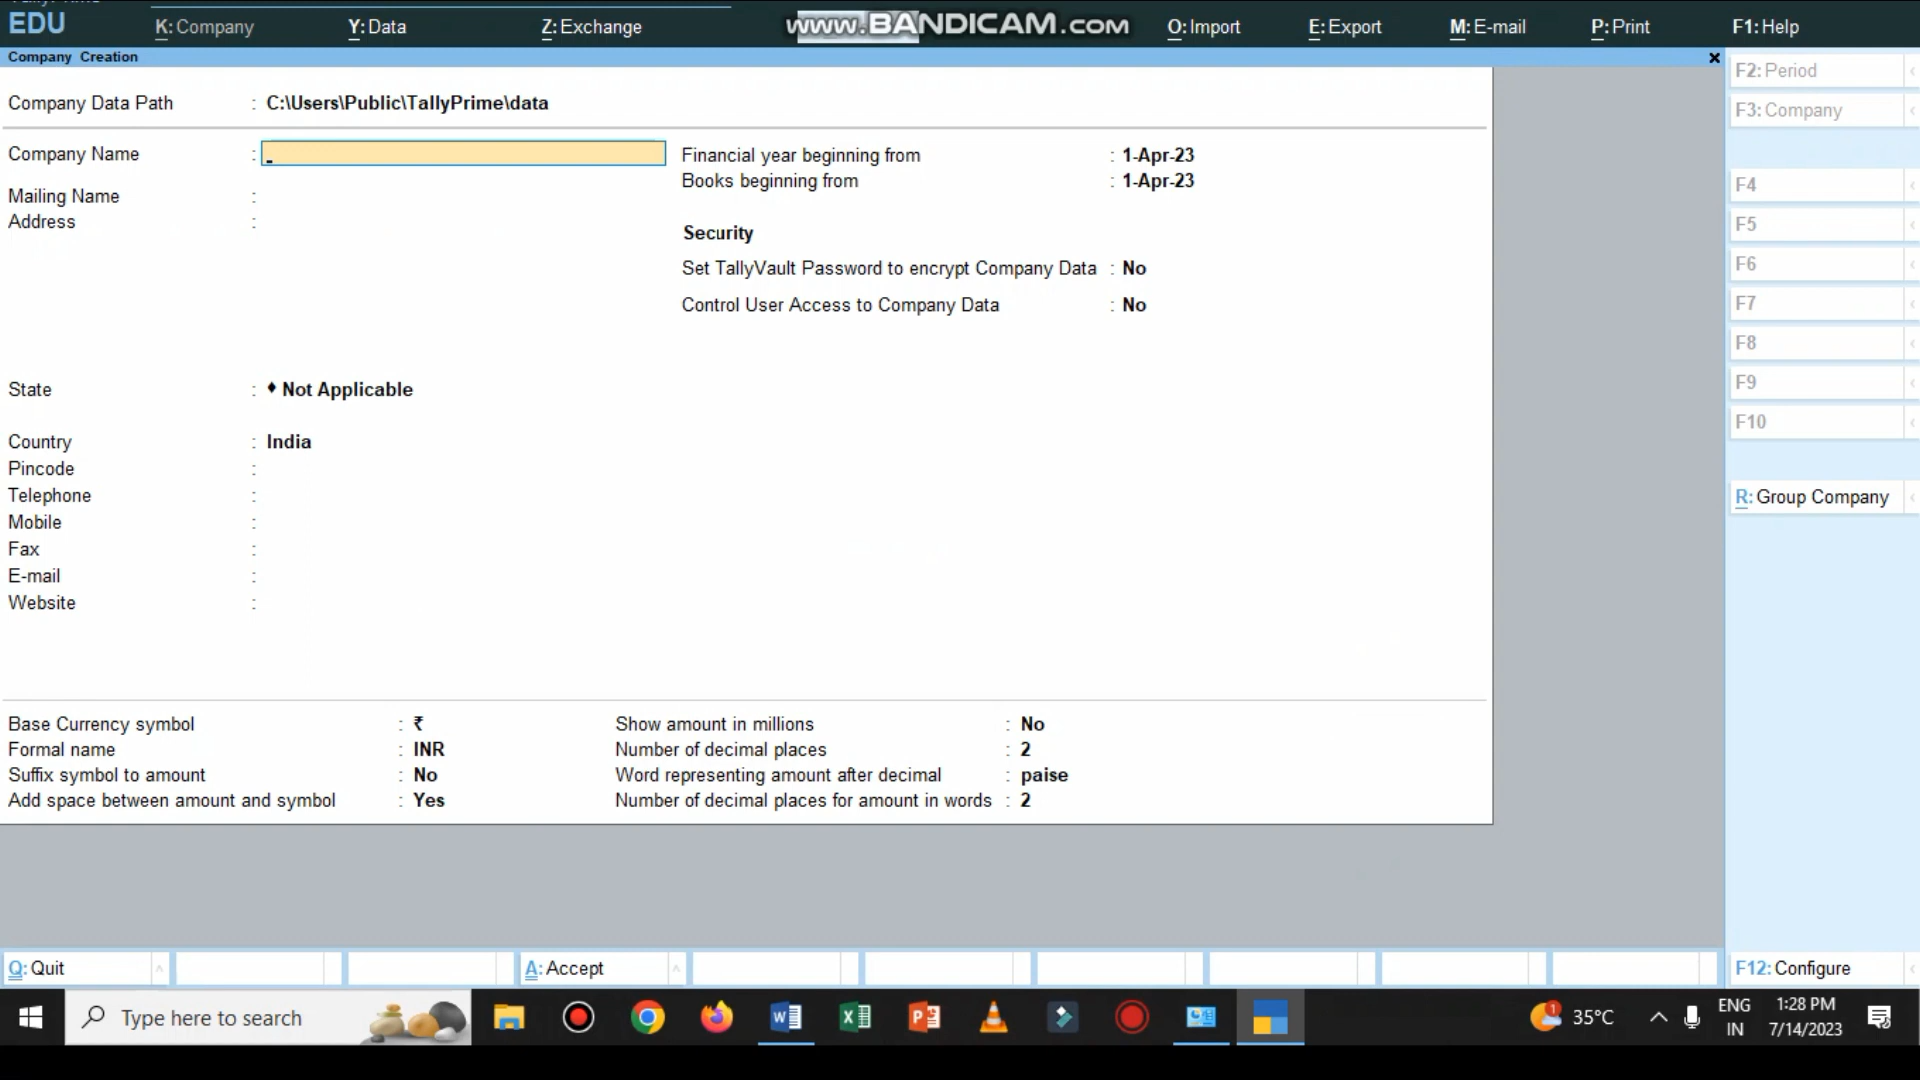 EDU
K: Company
Y: Data
Z: Exchange
www.BANDICAM.com
O: Import
E: Export
M: E-mail
P: Print
F1: Help
Company Creation
Company Data Path : C:\Users\Public\TallyPrime\data
Company Name :
Mailing Name :
Address :
Financial year beginning from : 1-Apr-23
Books beginning from : 1-Apr-23
Security
Set TallyVault Password to encrypt Company Data : No
Control User Access to Company Data : No
State : ♦ Not Applicable
Country : India
Pincode :
Telephone :
Mobile :
Fax :
E-mail :
Website :
Base Currency symbol : ₹
Formal name : INR
Suffix symbol to amount : No
Add space between amount and symbol : Yes
Show amount in millions : No
Number of decimal places : 2
Word representing amount after decimal : paise
Number of decimal places for amount in words : 2
F2: Period
F3: Company
F4
F5
F6
F7
F8
F9
F10
R: Group Company
Q: Quit
A: Accept
F12: Configure
Type here to search
1
35°C
ENG
IN
1:28 PM
7/14/2023